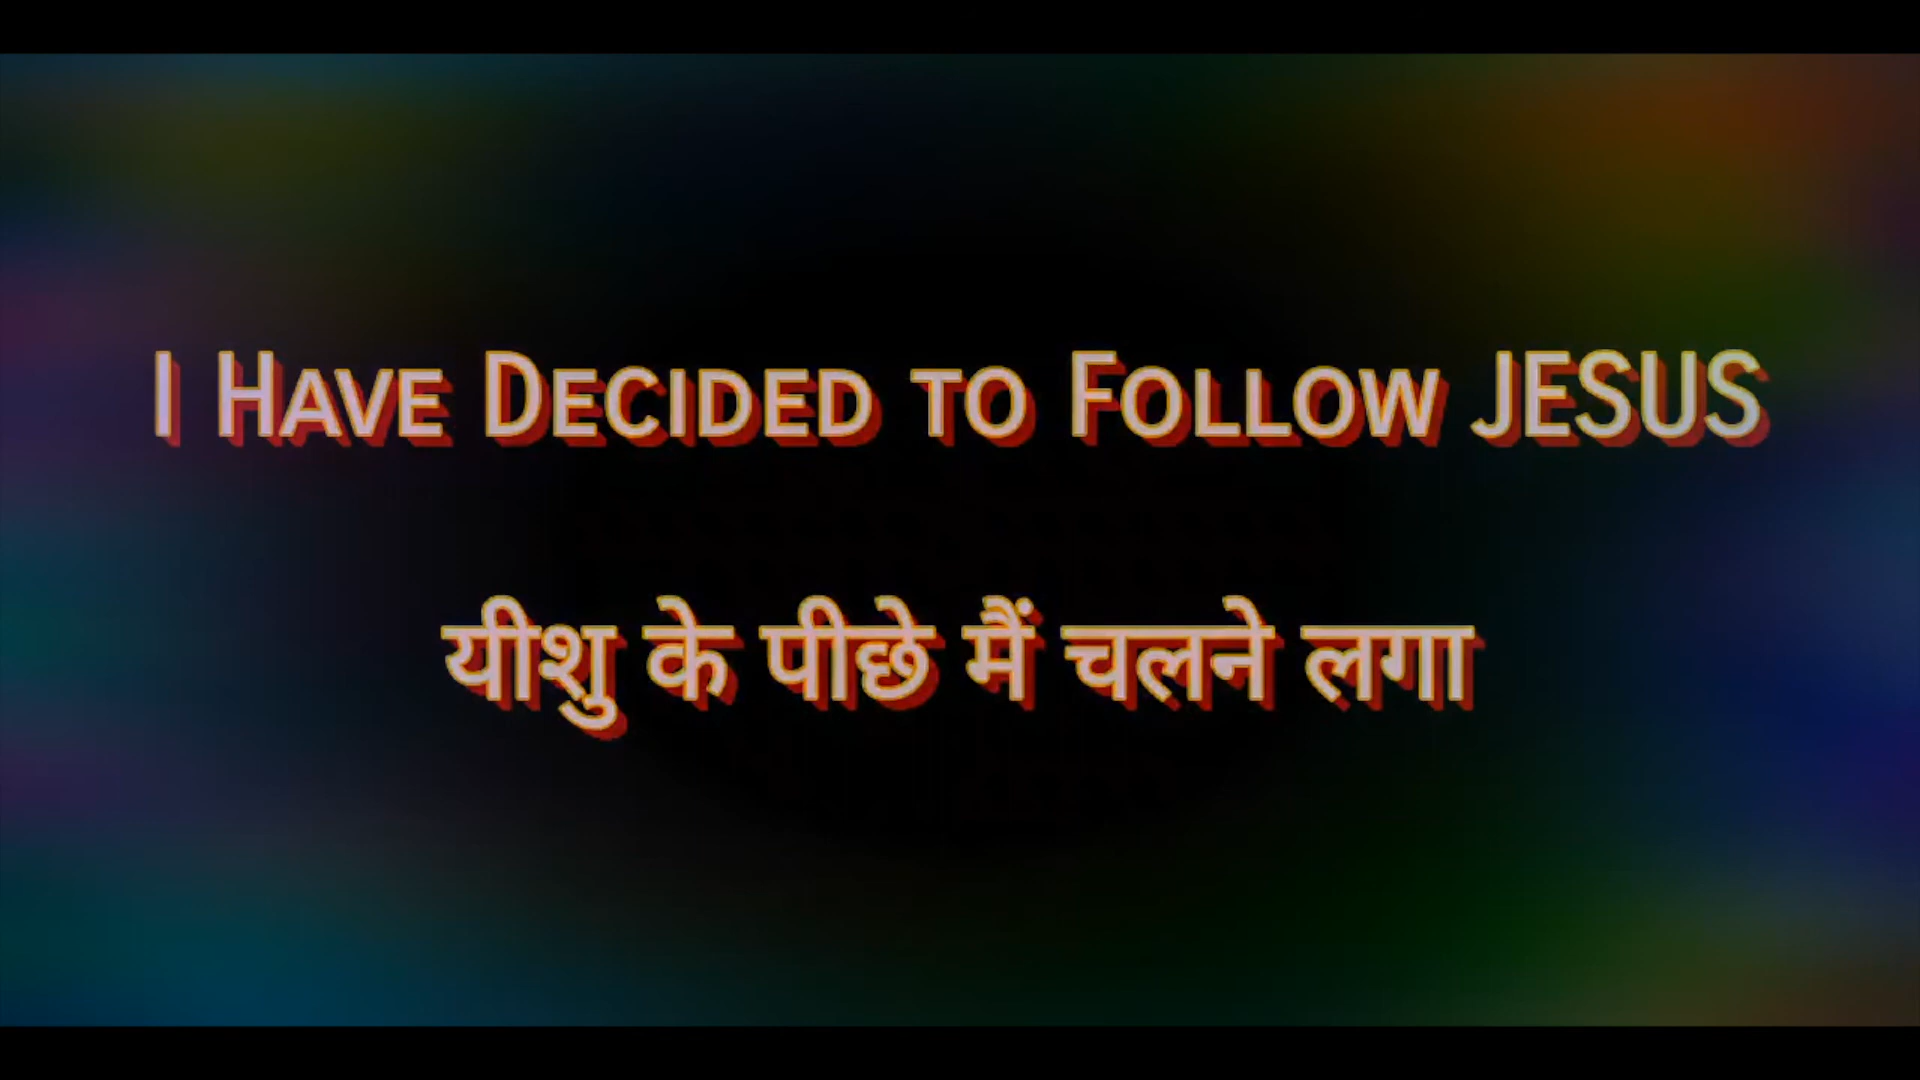 I Have Decided to Follow JESUS
यीशु के पीछे मैं चलने लगा